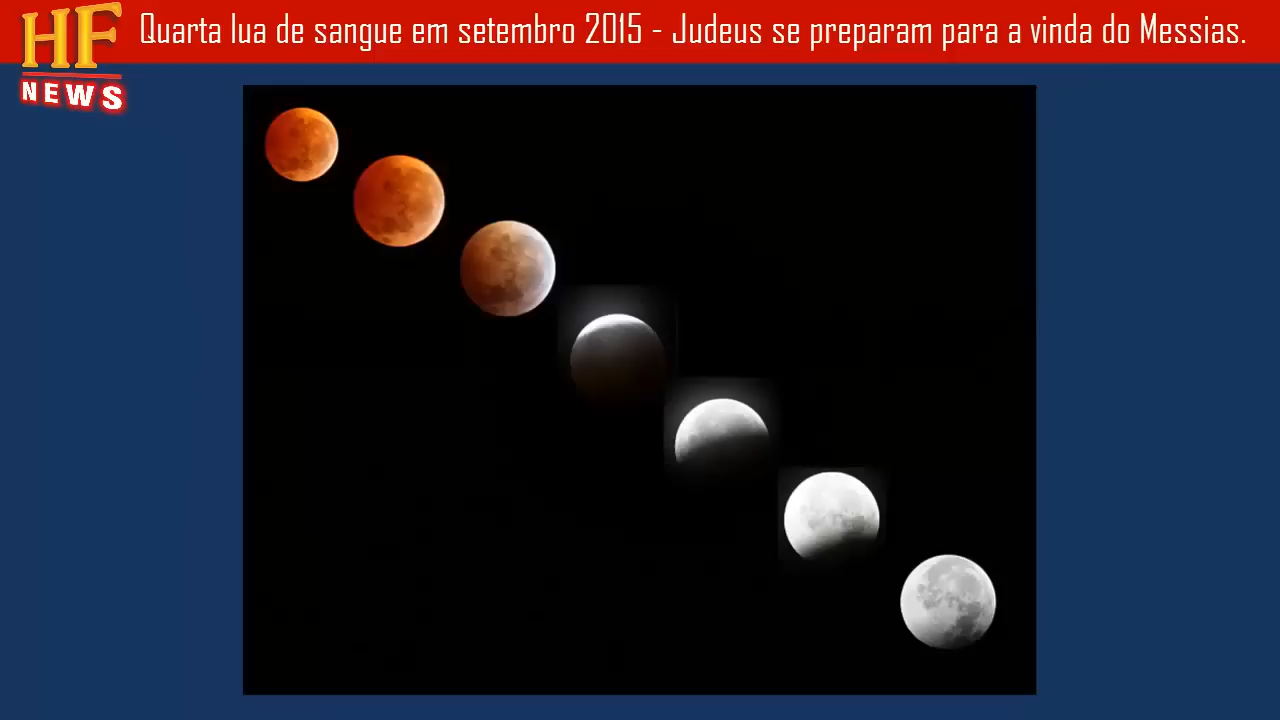 Quarta lua de sangue em setembro 2015 - Judeus se preparam para a vinda do Messias.
HF
NEWS